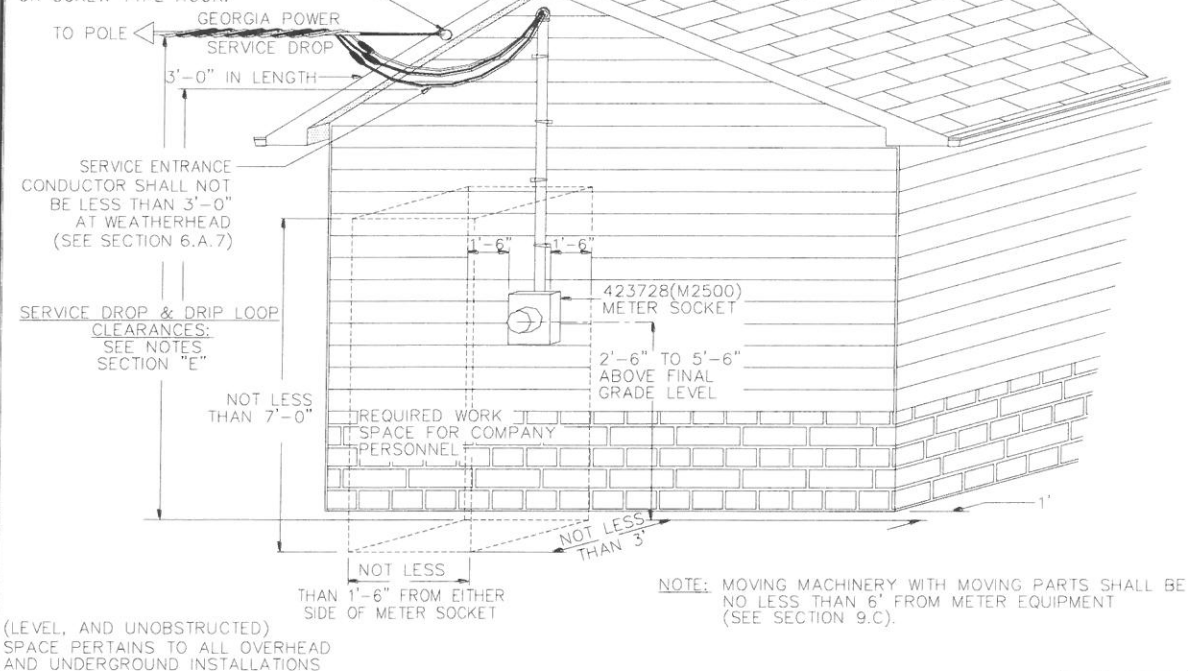 GEORGIA POWER
TO POLE
SERVICE DROP
3'-0" IN LENGTH
SERVICE ENTRANCE
CONDUCTOR SHALL NOT
BE LESS THAN 3'-0"
AT WEATHERHEAD
(SEE SECTION 6.A.7)
1'-6"
1'-6"
423728(M2500)
METER SOCKET
SERVICE DROP & DRIP LOOP
CLEARANCES:
SEE NOTES
SECTION "E"
2'-6" TO 5'-6"
ABOVE FINAL
GRADE LEVEL
NOT LESS
THAN 7'-0"
REQUIRED WORK
SPACE FOR COMPANY
PERSONNEL
1'
NOT LESS
THAN 3'
NOT LESS
THAN 1'-6" FROM EITHER
SIDE OF METER SOCKET
NOTE: MOVING MACHINERY WITH MOVING PARTS SHALL BE
NO LESS THAN 6' FROM METER EQUIPMENT
(SEE SECTION 9.C).
(LEVEL, AND UNOBSTRUCTED)
SPACE PERTAINS TO ALL OVERHEAD
AND UNDERGROUND INSTALLATIONS